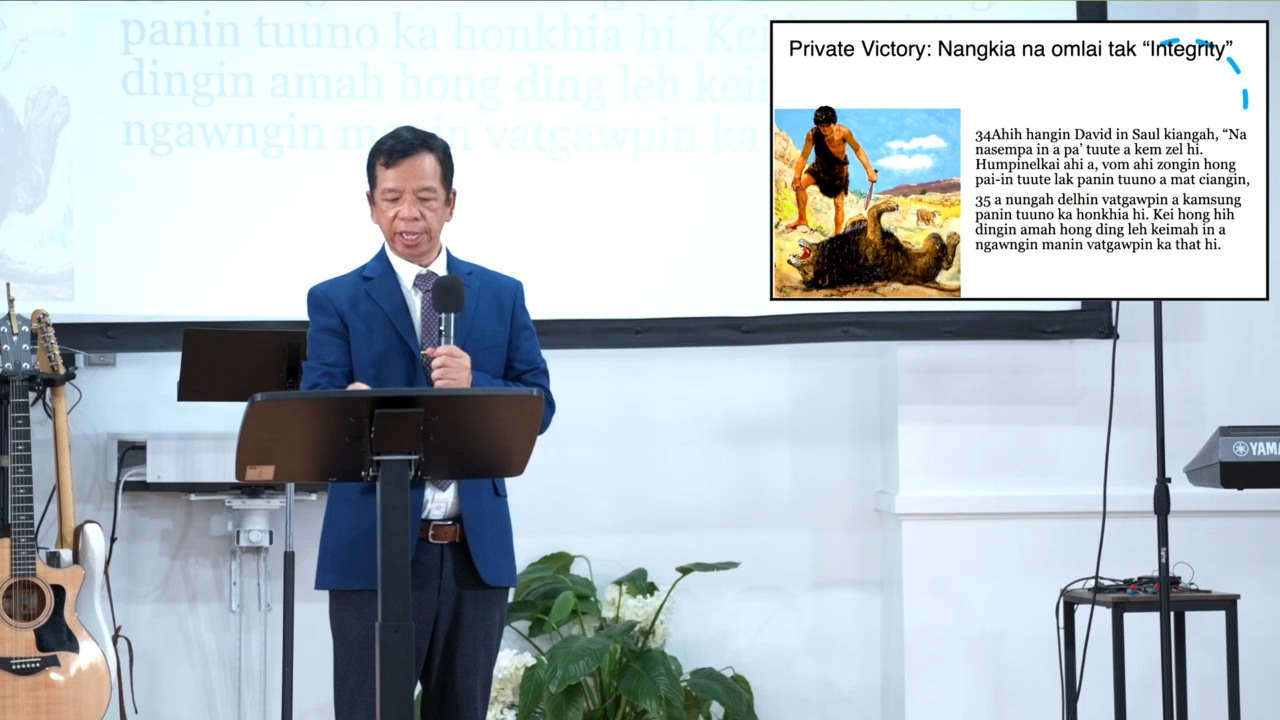 panin tuuno ka honkhia hi. Kei
dingin amah hong ding leh kein
ngawngin manin vatgawpin ka
Private Victory: Nangkia na omlai tak “Integrity”
34Ahih hangin David in Saul kiangah, “Na
nasempa in a pa’ tuute a kem zel hi.
Humpinelkai ahi a, vom ahi zongin hong
pai-in tuute lak panin tuuno a mat ciangin,
35 a nungah delhin vatgawpin a kamsung
panin tuuno ka honkhia hi. Kei hong hih
dingin amah hong ding leh keimah in a
ngawngin manin vatgawpin ka that hi.
YAMA